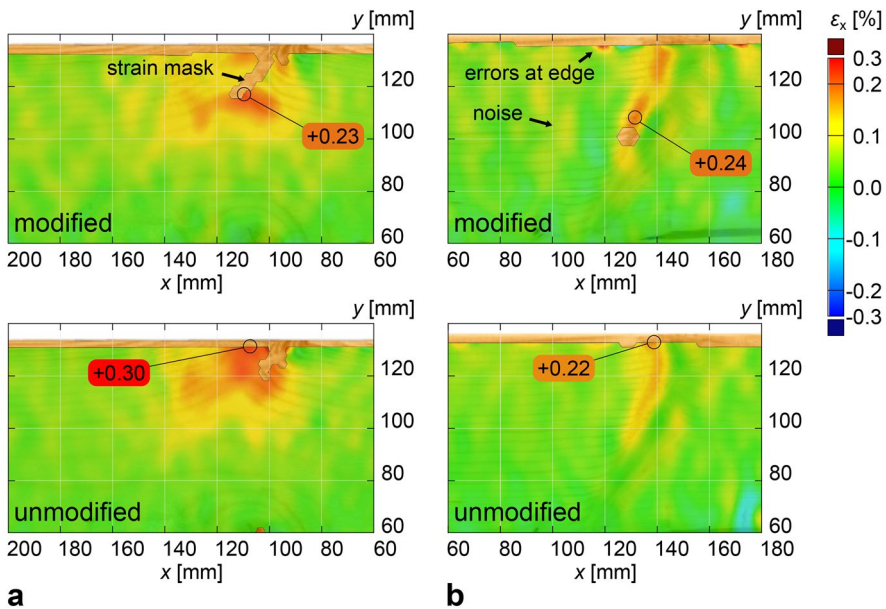 y [mm]
120
100
80
60
strain mask
+0.23
modified
200 180 160 140 120 100 80 60
x [mm]
y [mm]
120
100
80
60
errors at edge
noise
+0.24
modified
60 80 100 120 140 160 180
x [mm]
εx [%]
0.3
0.2
0.1
0.0
-0.1
-0.2
-0.3
y [mm]
120
100
80
60
+0.30
unmodified
200 180 160 140 120 100 80 60
x [mm]
a
y [mm]
120
100
80
60
+0.22
unmodified
60 80 100 120 140 160 180
x [mm]
b